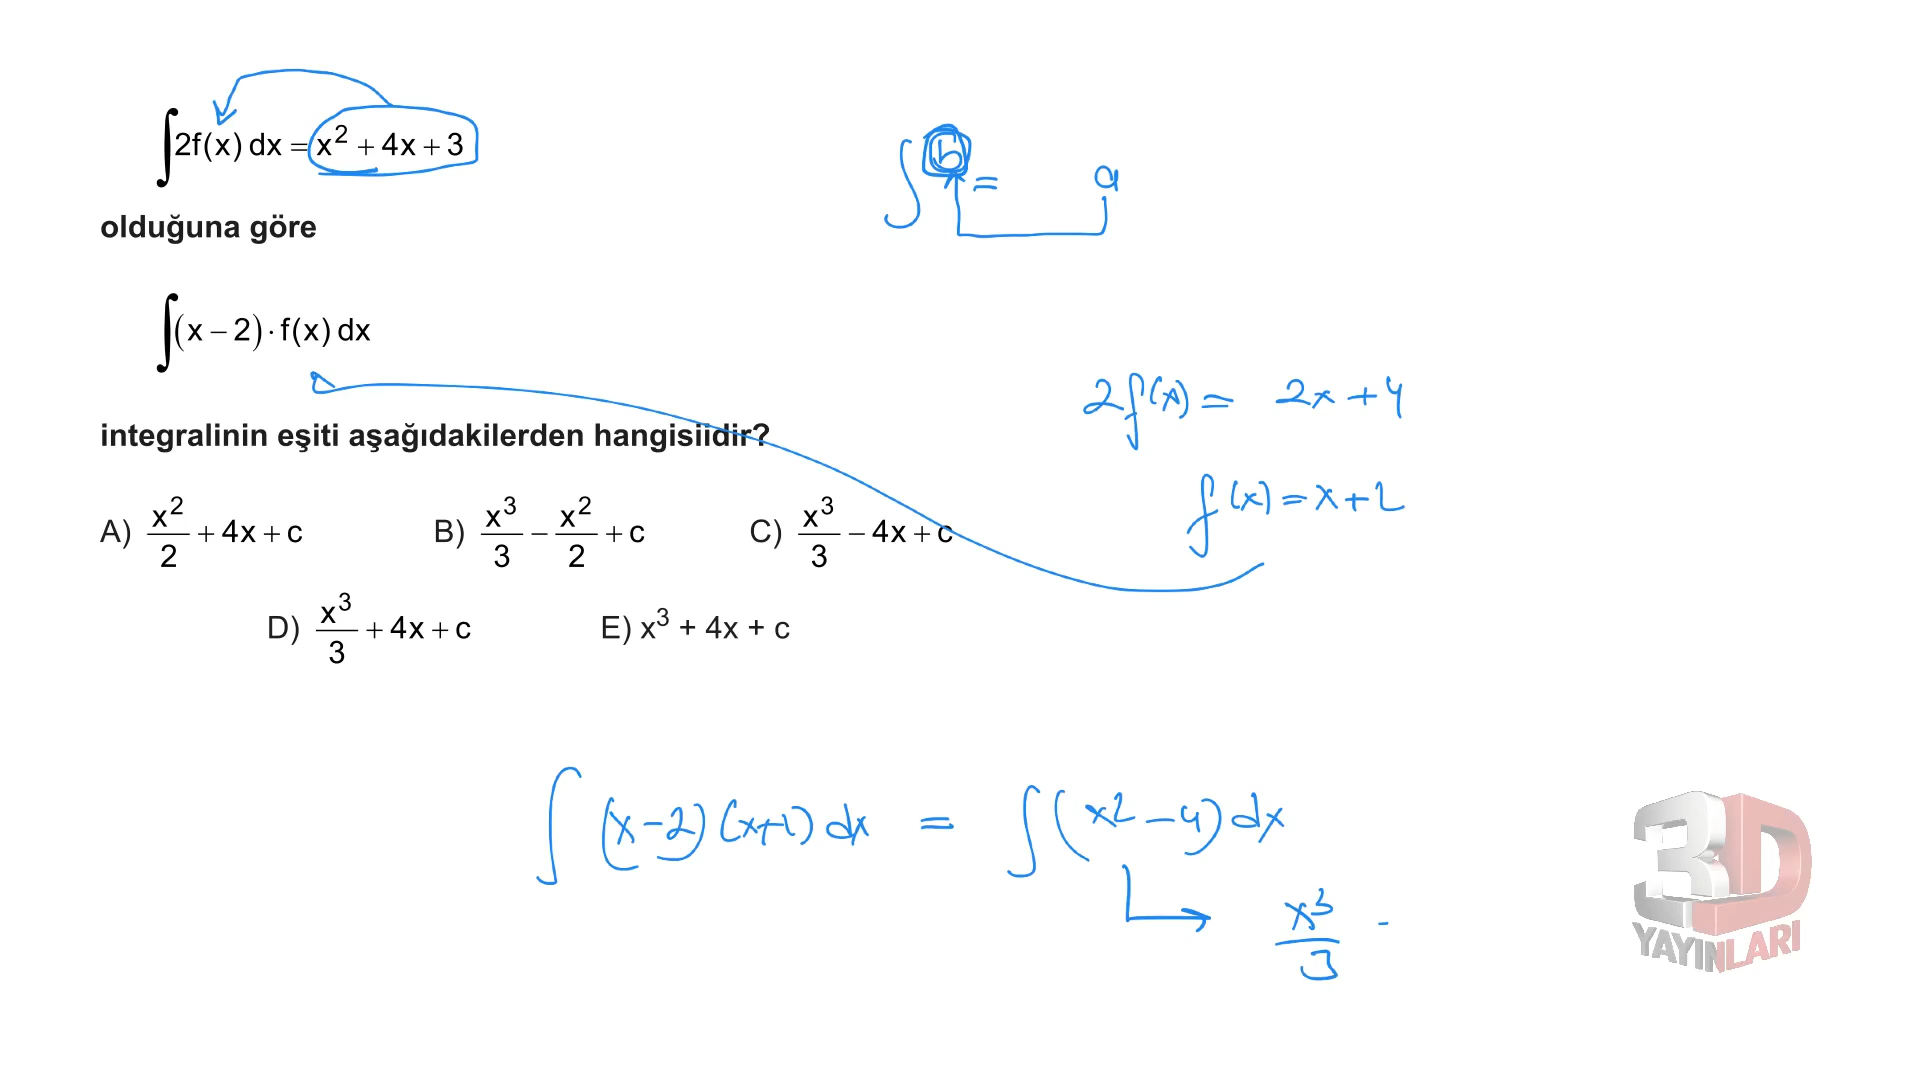 ∫2f(x) dx = x² + 4x + 3
∫ b = a
olduğuna göre
∫(x − 2) · f(x) dx
2f(x) = 2x + 4
integralinin eşiti aşağıdakilerden hangisiidir?
f(x) = x + 2
A) x²/2 + 4x + c B) x³/3 − x²/2 + c C) x³/3 − 4x + c
D) x³/3 + 4x + c E) x³ + 4x + c
∫ (x − 2) (x + 2) dx = ∫ (x² − 4) dx
x³/3 -
3D
YAYINLARI